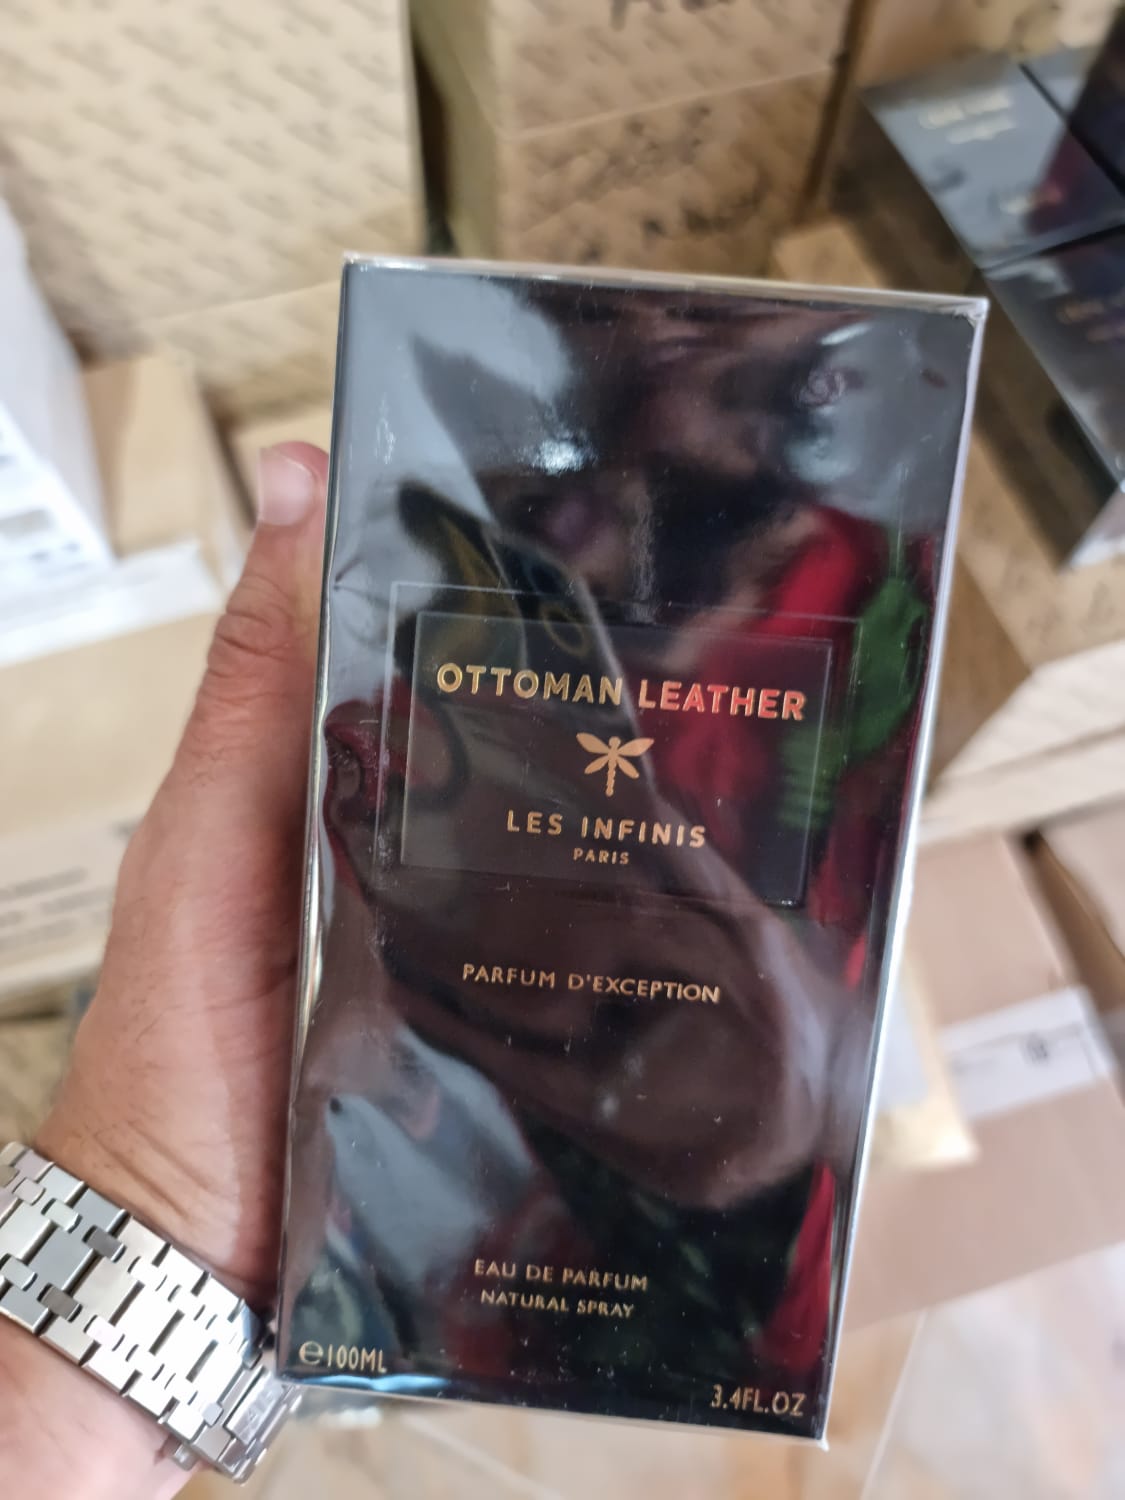 OTTOMAN LEATHER
LES INFINIS
PARIS
PARFUM D'EXCEPTION
EAU DE PARFUM
NATURAL SPRAY
℮100ML
3.4FL.OZ